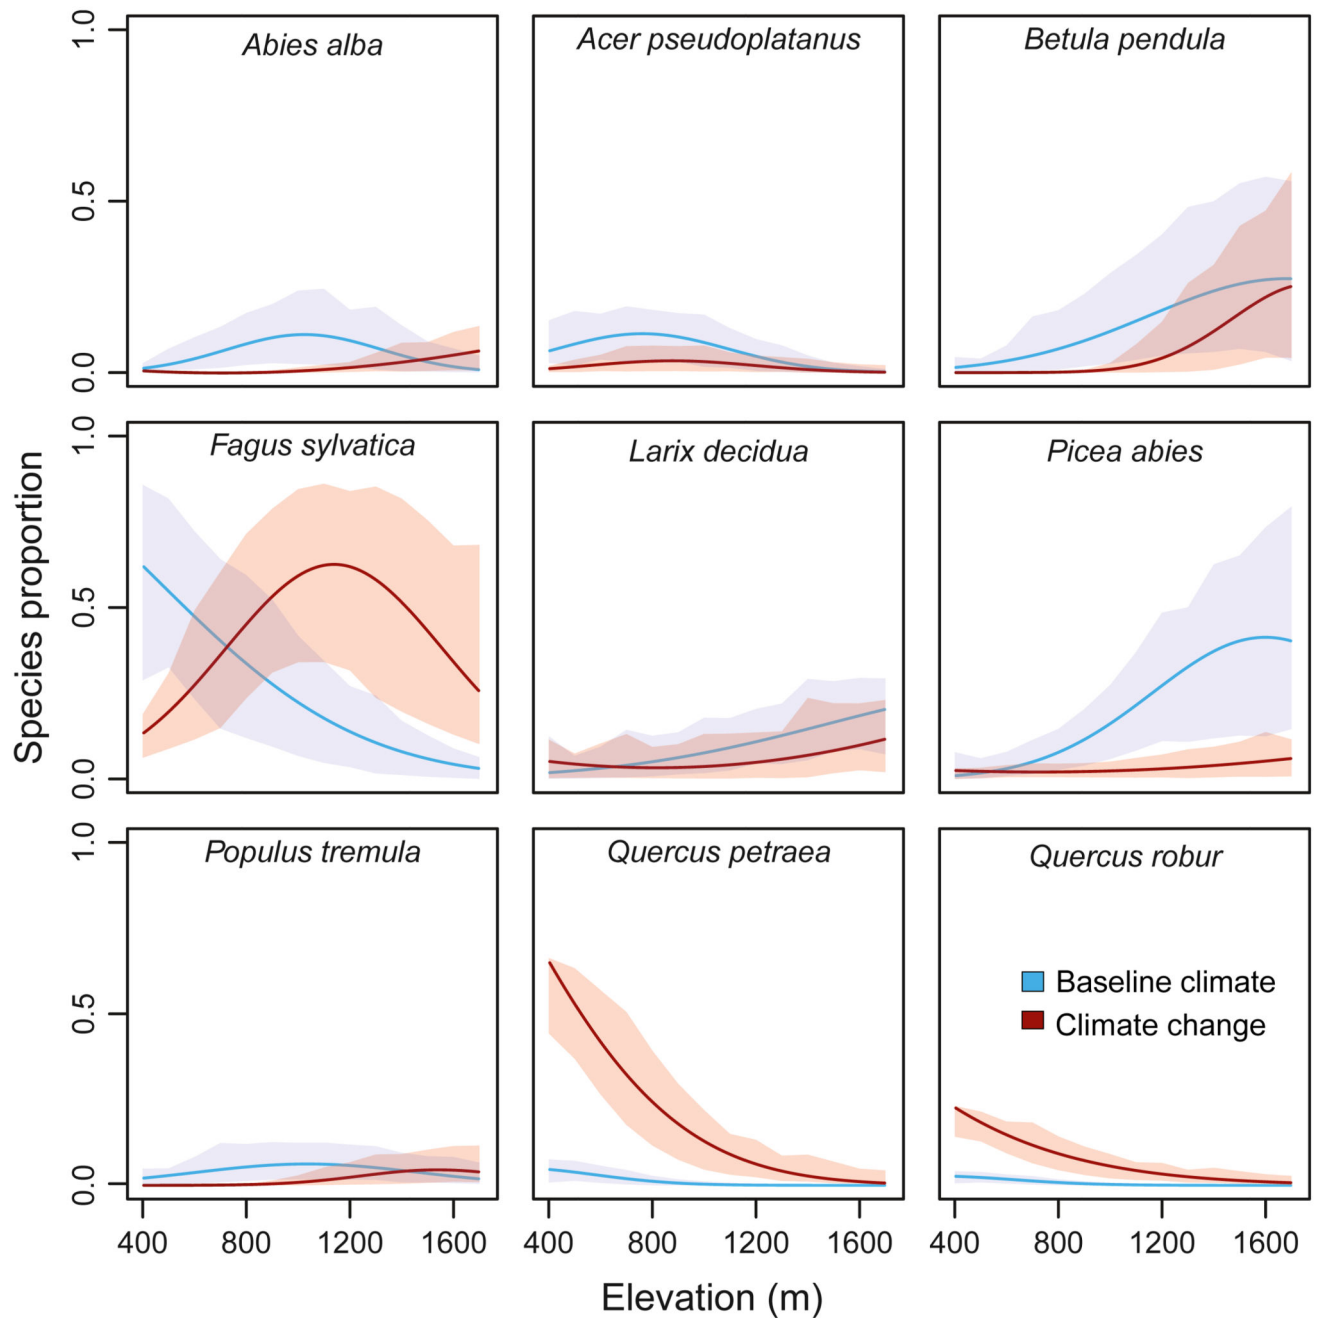 Abies alba
Acer pseudoplatanus
Betula pendula
1.0
0.5
0.0
Fagus sylvatica
Larix decidua
Picea abies
1.0
0.5
0.0
Species proportion
Populus tremula
Quercus petraea
Quercus robur
1.0
0.5
0.0
Baseline climate
Climate change
400 800 1200 1600
400 800 1200 1600
400 800 1200 1600
Elevation (m)